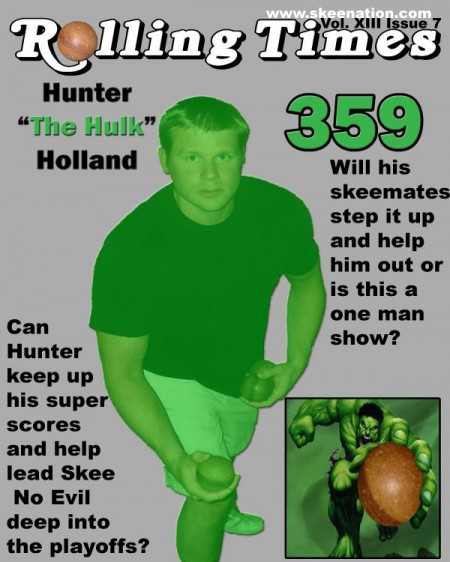 www.skeenation.com
Vol. XIII Issue 7
Rolling Times
Hunter
“The Hulk”
Holland
359
Will his
skeemates
step it up
and help
him out or
is this a
one man
show?
Can
Hunter
keep up
his super
scores
and help
lead Skee
No Evil
deep into
the playoffs?